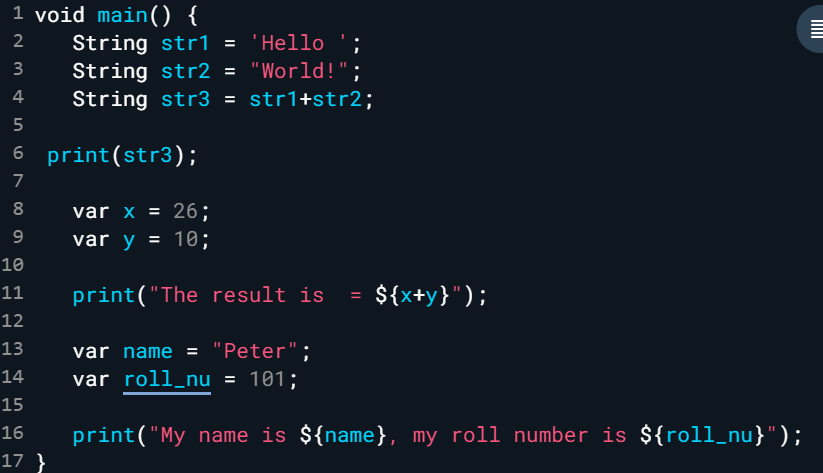 1 void main() {
2    String str1 = 'Hello ';
3    String str2 = "World!";
4    String str3 = str1+str2;
5
6  print(str3);
7
8    var x = 26;
9    var y = 10;
10
11    print("The result is  = ${x+y}");
12
13    var name = "Peter";
14    var roll_nu = 101;
15
16    print("My name is ${name}, my roll number is ${roll_nu}");
17 }